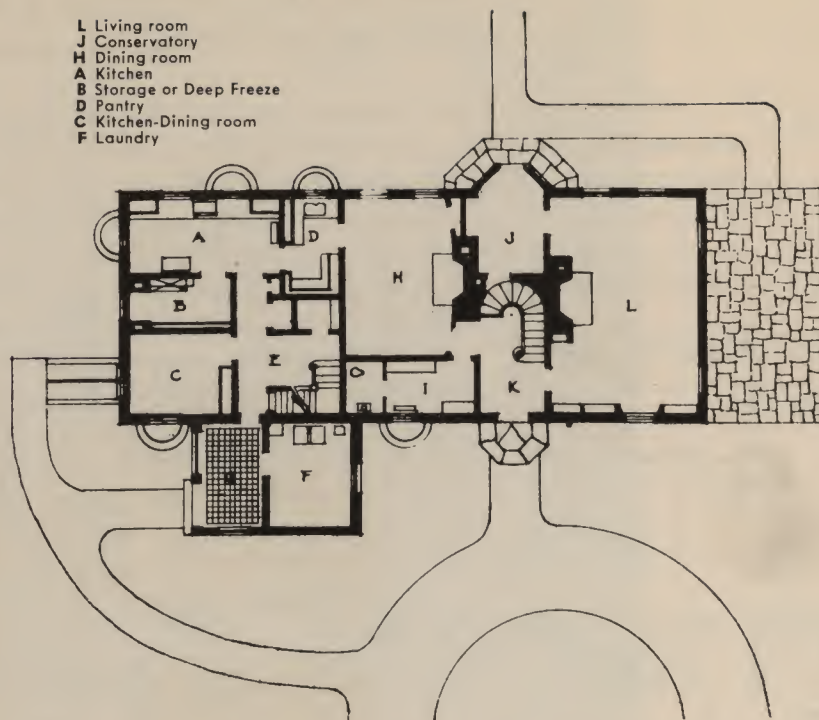 L Living room
J Conservatory
H Dining room
A Kitchen
B Storage or Deep Freeze
D Pantry
C Kitchen-Dining room
F Laundry
A
D
B
H
J
L
C
E
I
K
F